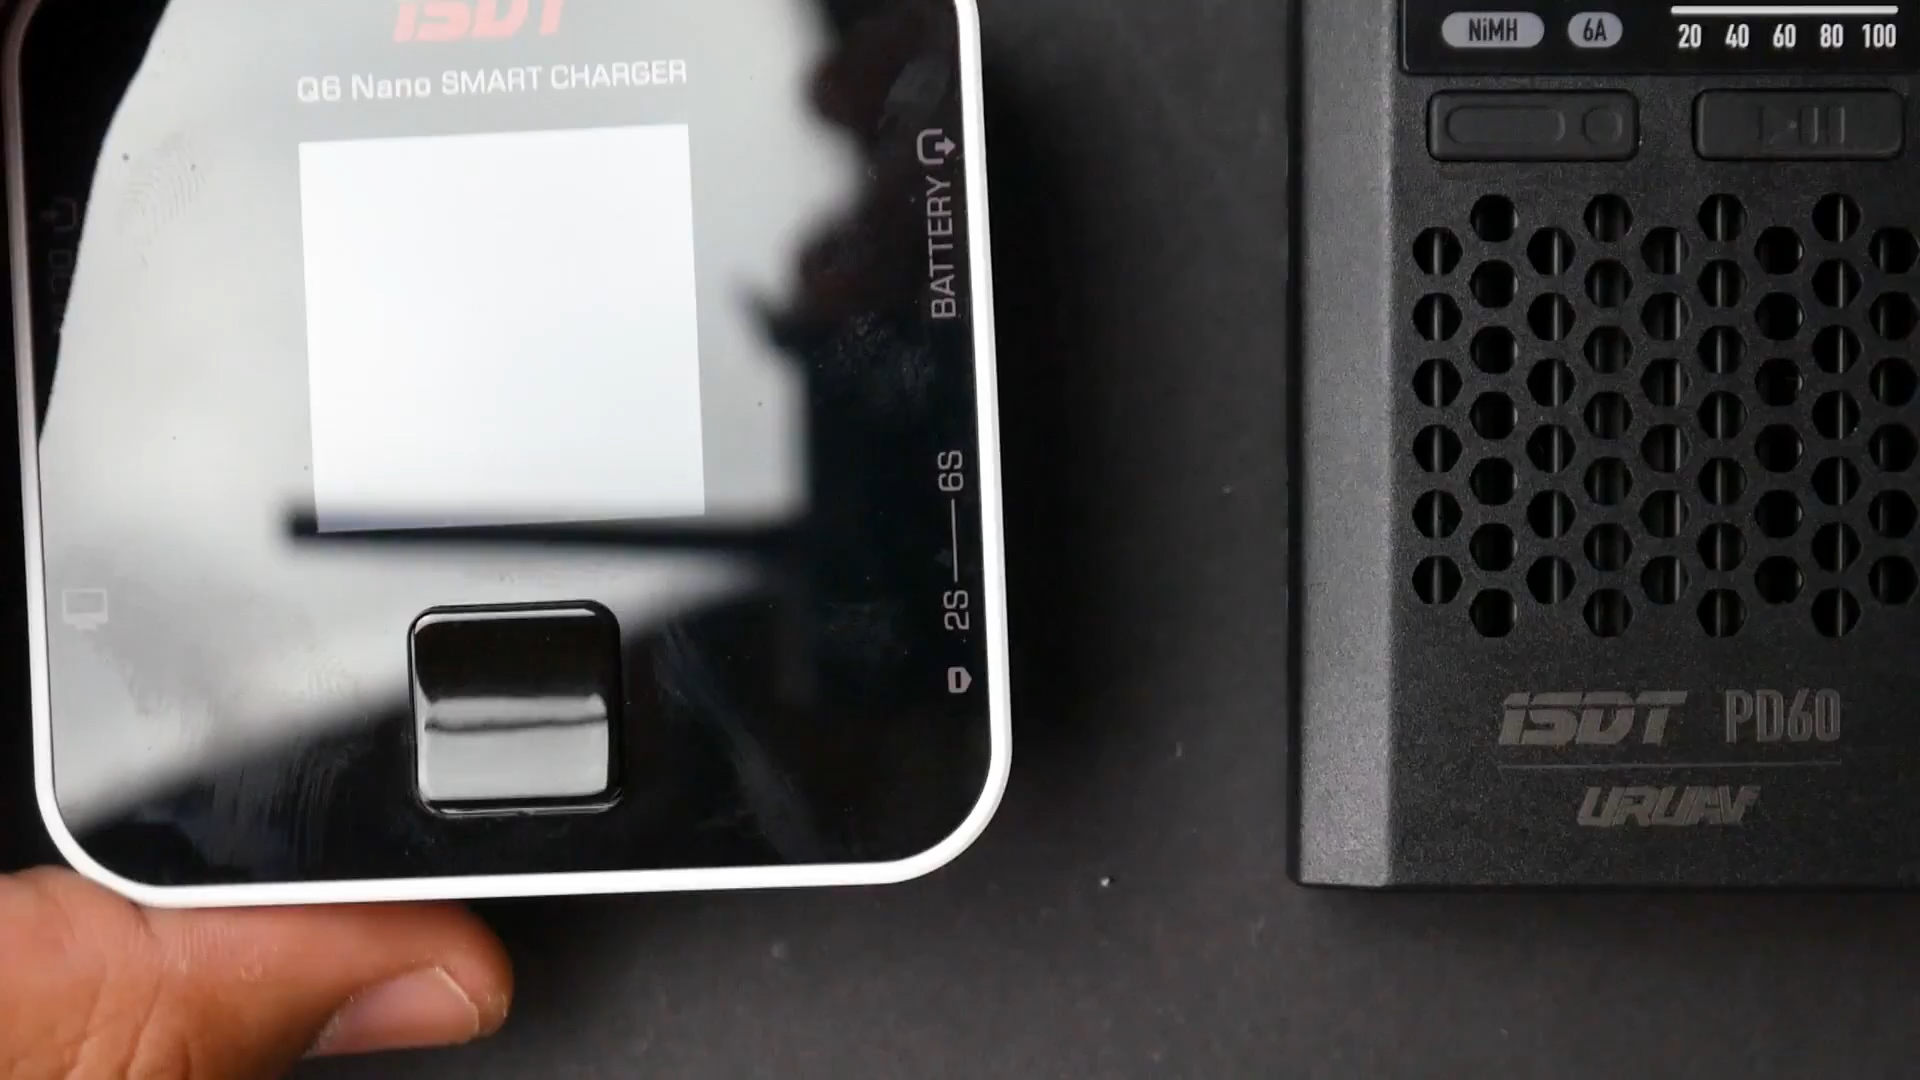 ISDT
Q6 Nano SMART CHARGER
BATTERY
2S 6S
NiMH 6A 20 40 60 80 100
ISDT PD60
URUAV